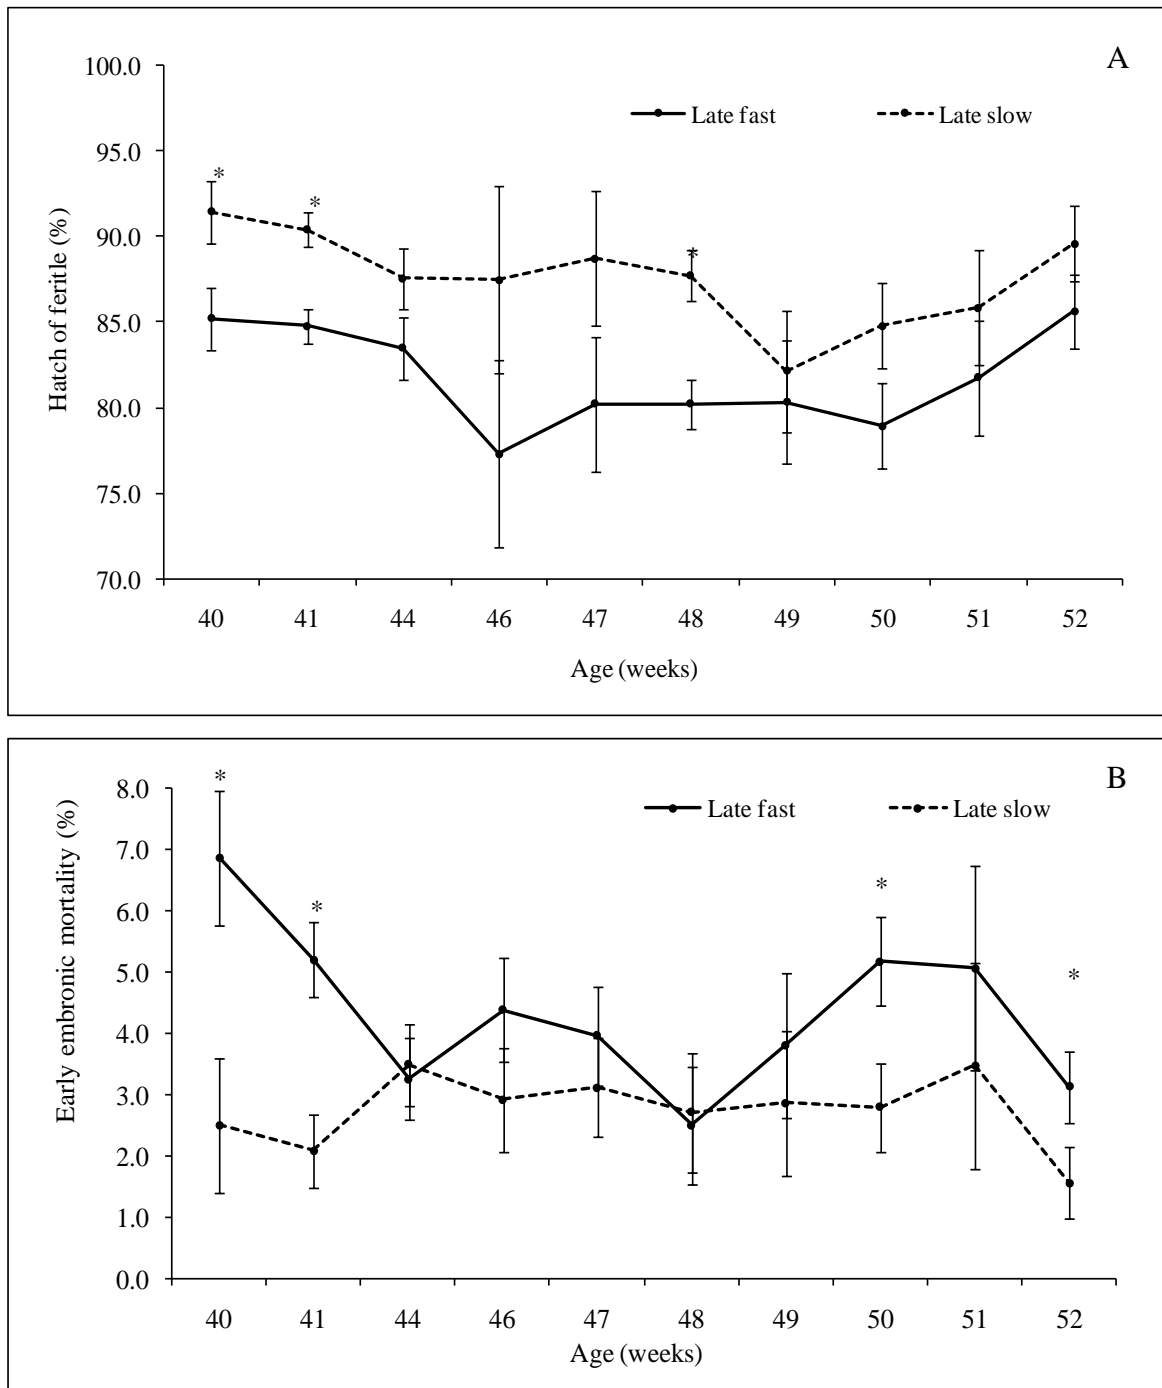 A
100.0
Late fast Late slow
95.0
*
*
90.0
*
85.0
80.0
75.0
70.0
Hatch of feritle (%)
40 41 44 46 47 48 49 50 51 52
Age (weeks)
B
*
8.0
Late fast Late slow
7.0
*
*
6.0
5.0
*
4.0
3.0
2.0
1.0
0.0
Early embronic mortality (%)
40 41 44 46 47 48 49 50 51 52
Age (weeks)